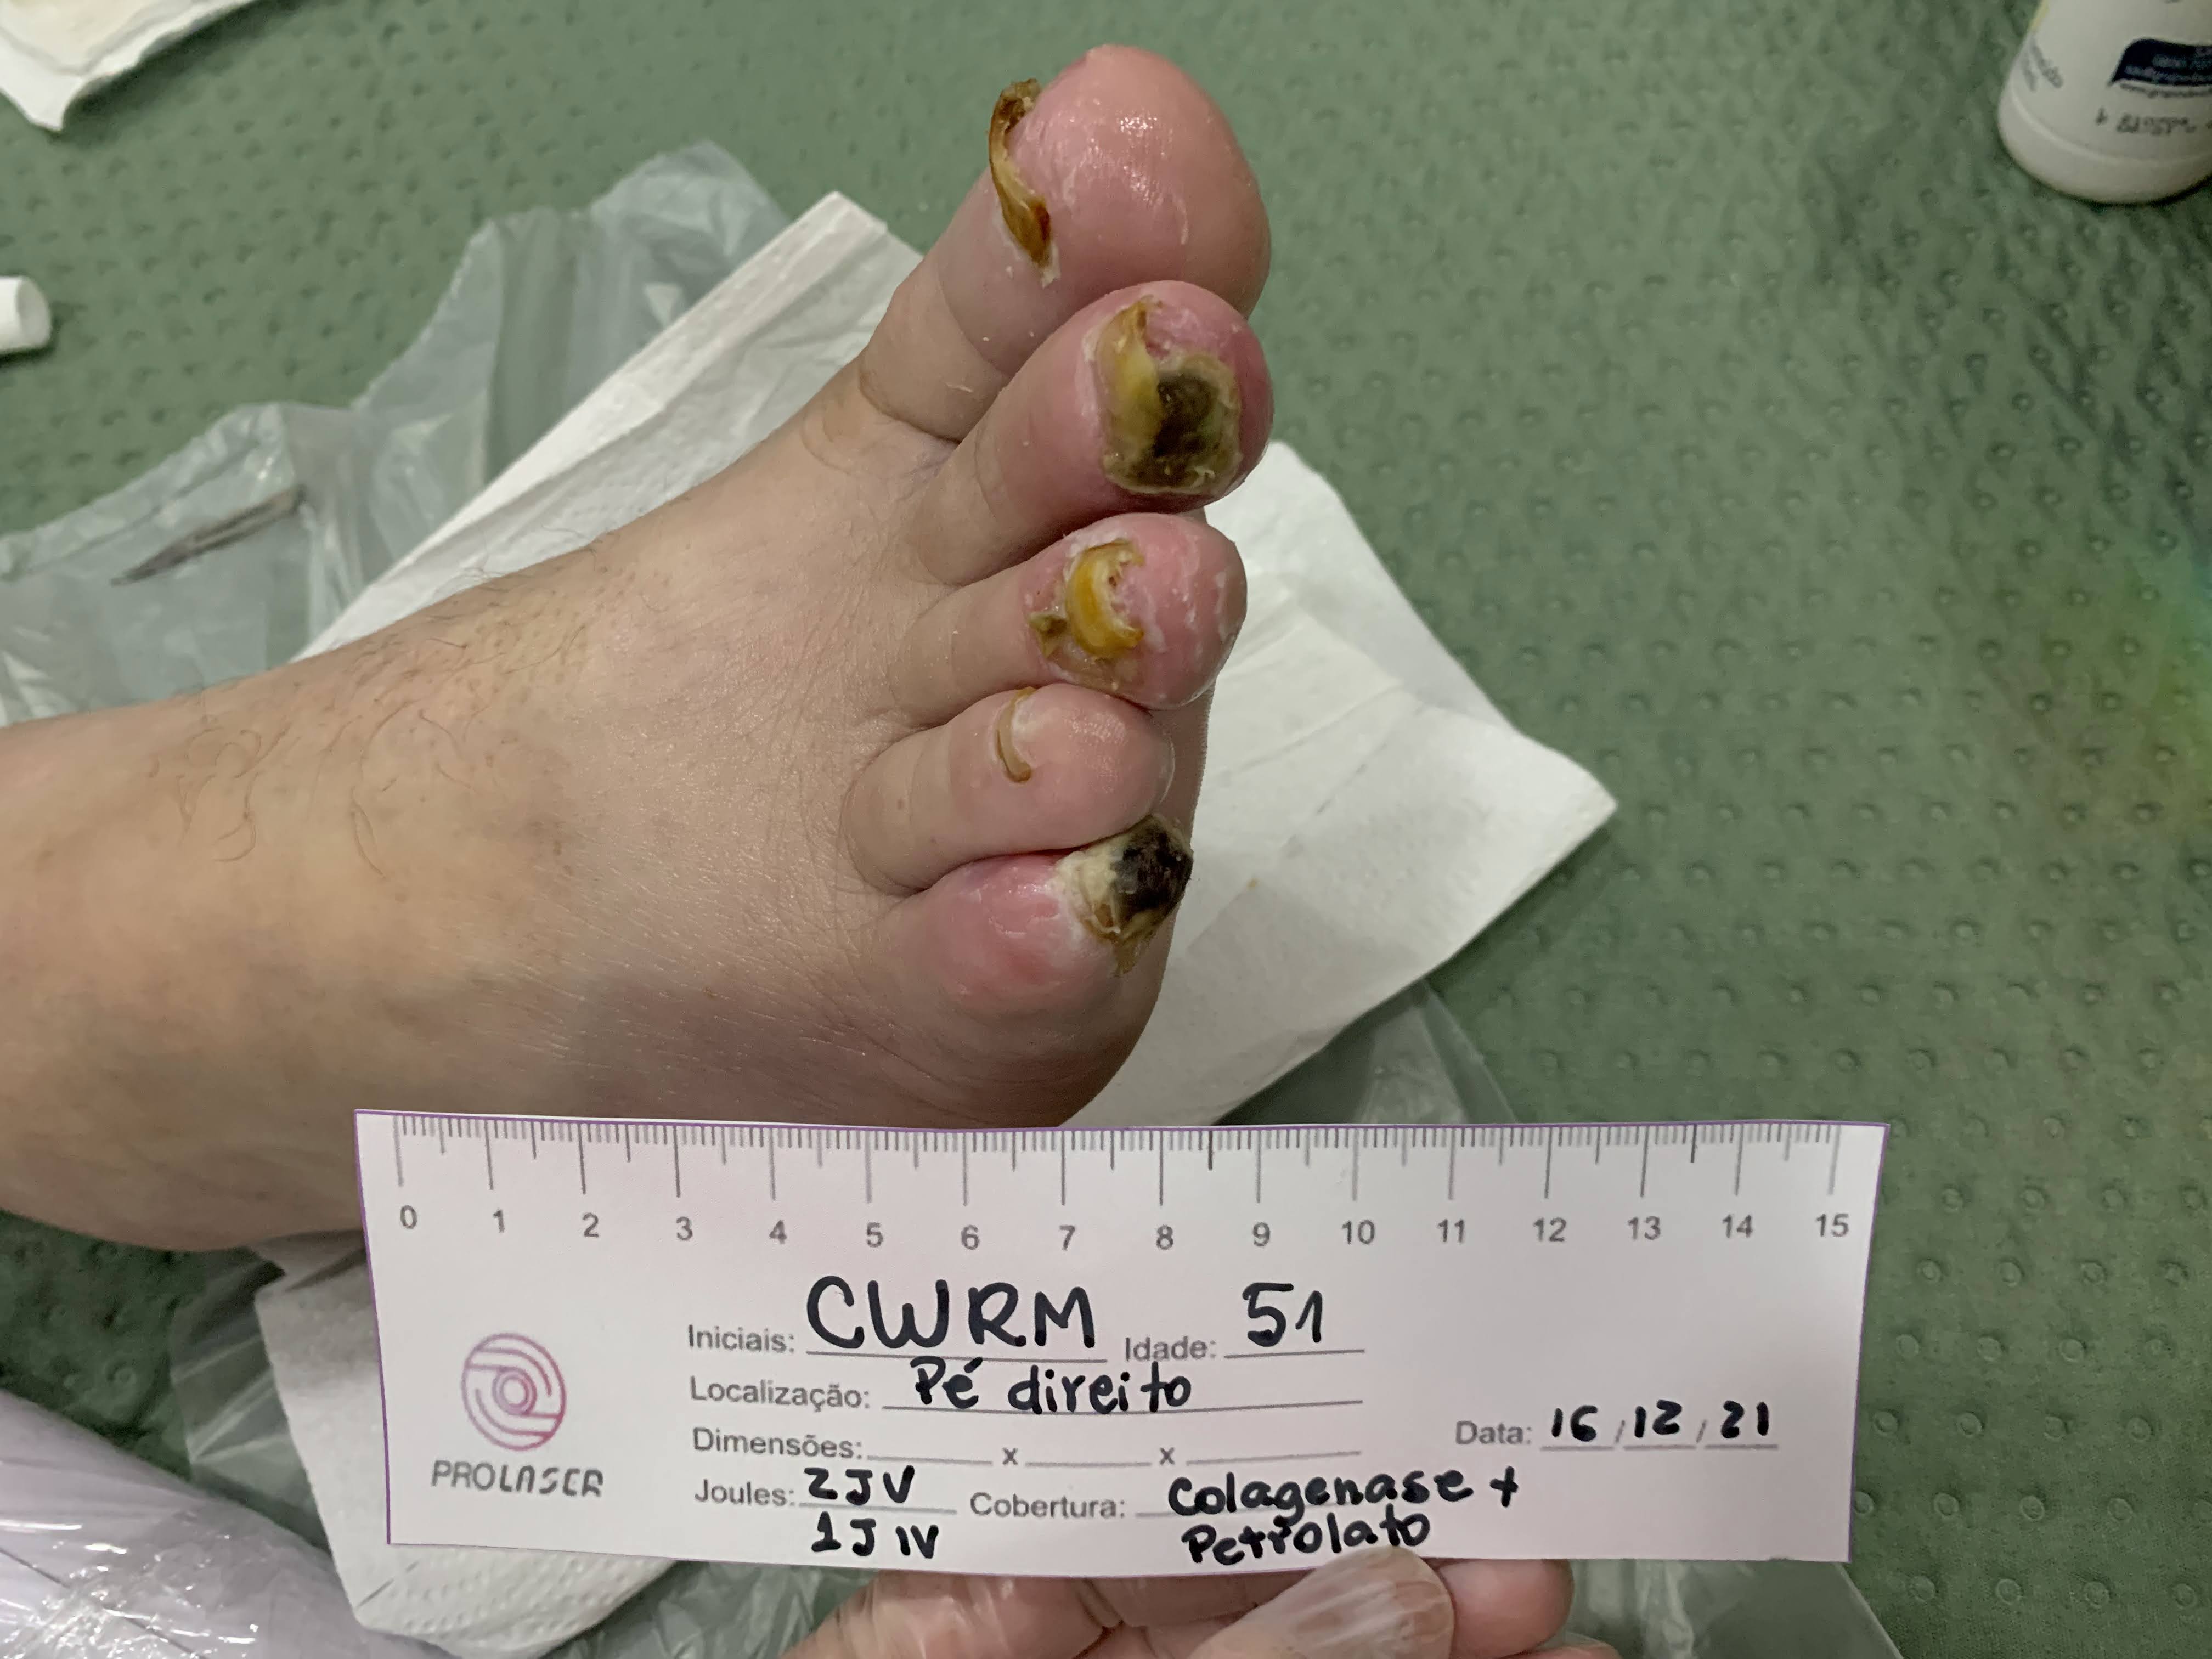 0 1 2 3 4 5 6 7 8 9 10 11 12 13 14 15
PROLASER
Iniciais: CWRM Idade: 51
Localização: Pé direito
Dimensões: x x Data: 16/12/21
Joules: 2J V Cobertura: Colagenase +
1J IV Petrolato